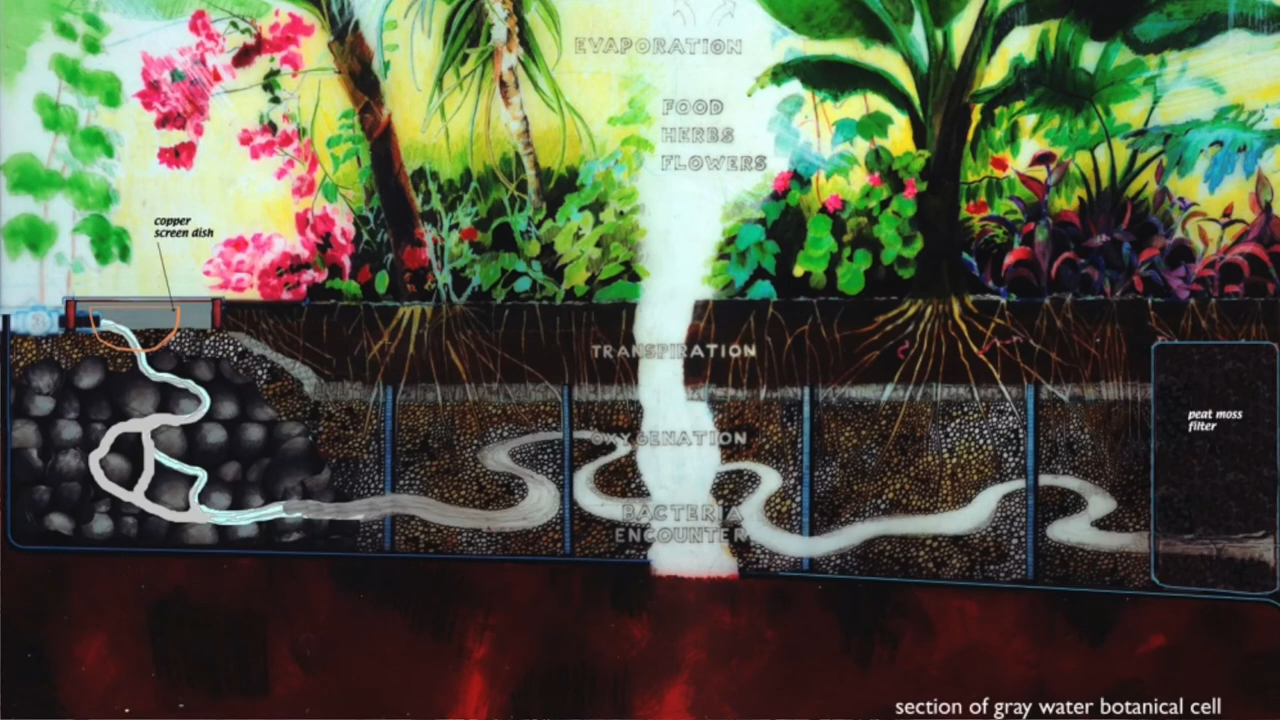 EVAPORATION
FOOD
HERBS
FLOWERS
copper
screen dish
TRANSPIRATION
peat moss
filter
OXYGENATION
BACTERIA
ENCOUNTER
section of gray water botanical cell